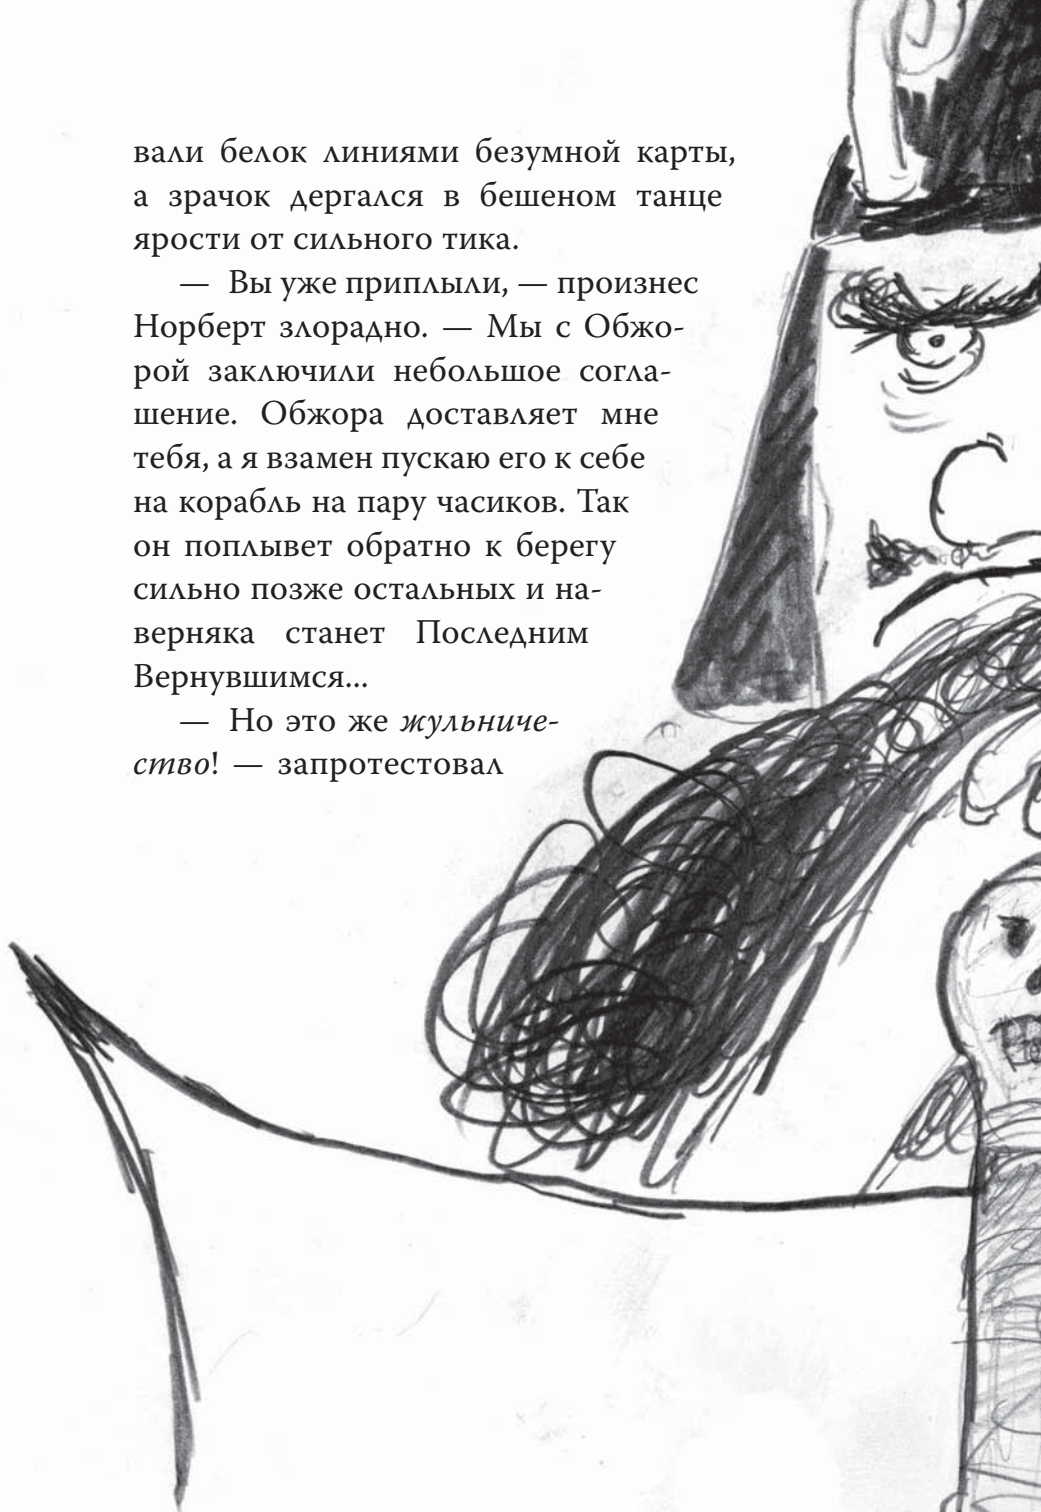 вали белок линиями безумной карты,
а зрачок дергался в бешеном танце
ярости от сильного тика.
— Вы уже приплыли, — произнес
Норберт злорадно. — Мы с Обжо-
рой заключили небольшое согла-
шение. Обжора доставляет мне
тебя, а я взамен пускаю его к себе
на корабль на пару часиков. Так
он поплывет обратно к берегу
сильно позже остальных и на-
верняка станет Последним
Вернувшимся...
— Но это же жульниче-
ство! — запротестовал